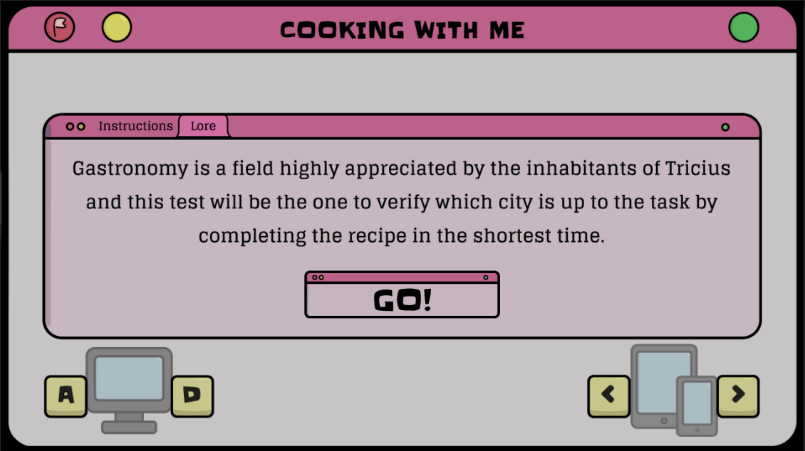 COOKING WITH ME
Instructions Lore
Gastronomy is a field highly appreciated by the inhabitants of Tricius
and this test will be the one to verify which city is up to the task by
completing the recipe in the shortest time.
GO!
A D < >